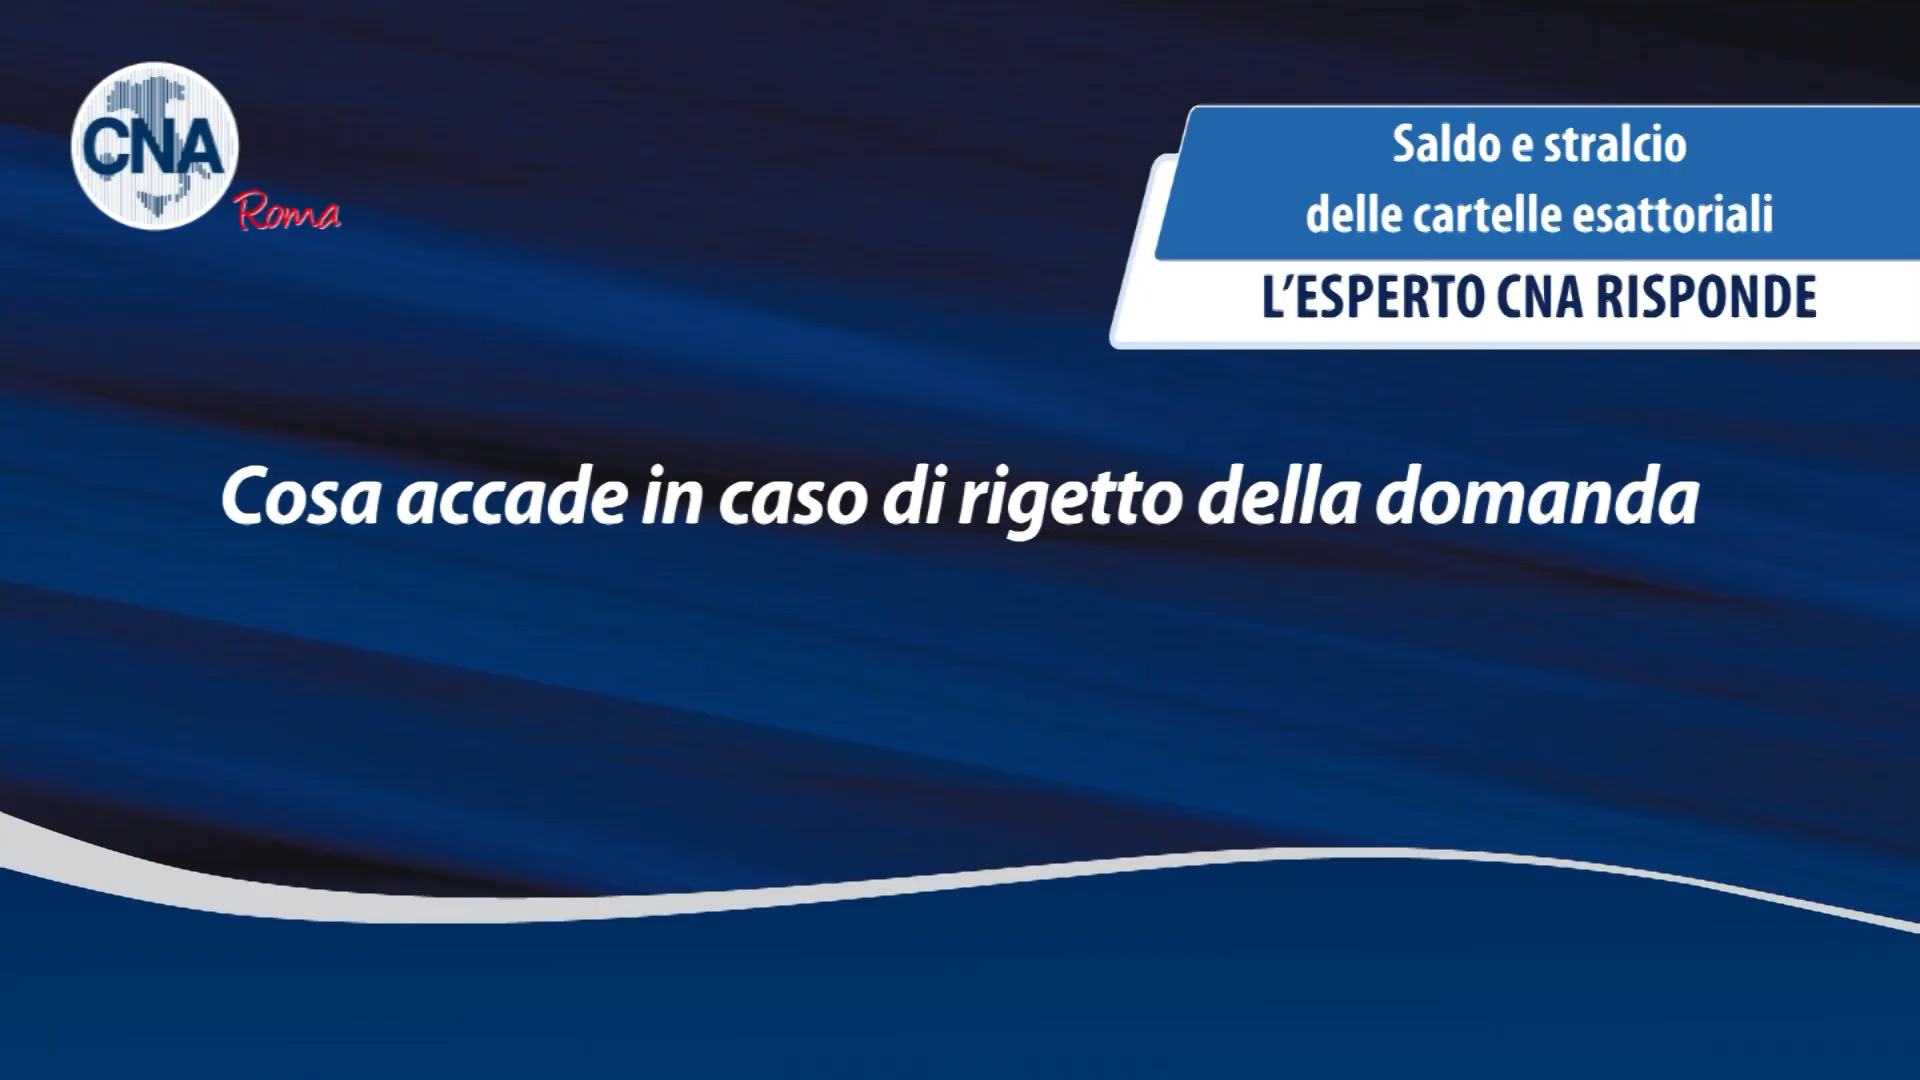 CNA
Roma
Saldo e stralcio
delle cartelle esattoriali
L'ESPERTO CNA RISPONDE
Cosa accade in caso di rigetto della domanda